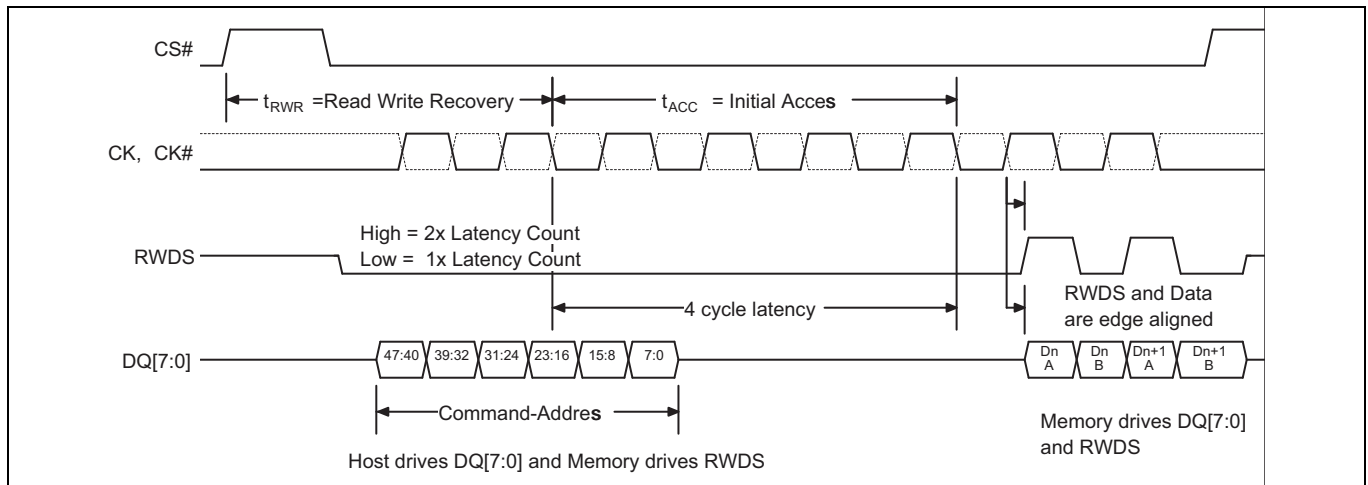 CS#
tRWR =Read Write Recovery
tACC = Initial Acces
CK, CK#
High = 2x Latency Count
Low = 1x Latency Count
RWDS
4 cycle latency
RWDS and Data
are edge aligned
DQ[7:0]
47:40 39:32 31:24 23:16 15:8 7:0
Dn Dn Dn+1 Dn+1
A B A B
Command-Addres
Memory drives DQ[7:0]
and RWDS
Host drives DQ[7:0] and Memory drives RWDS